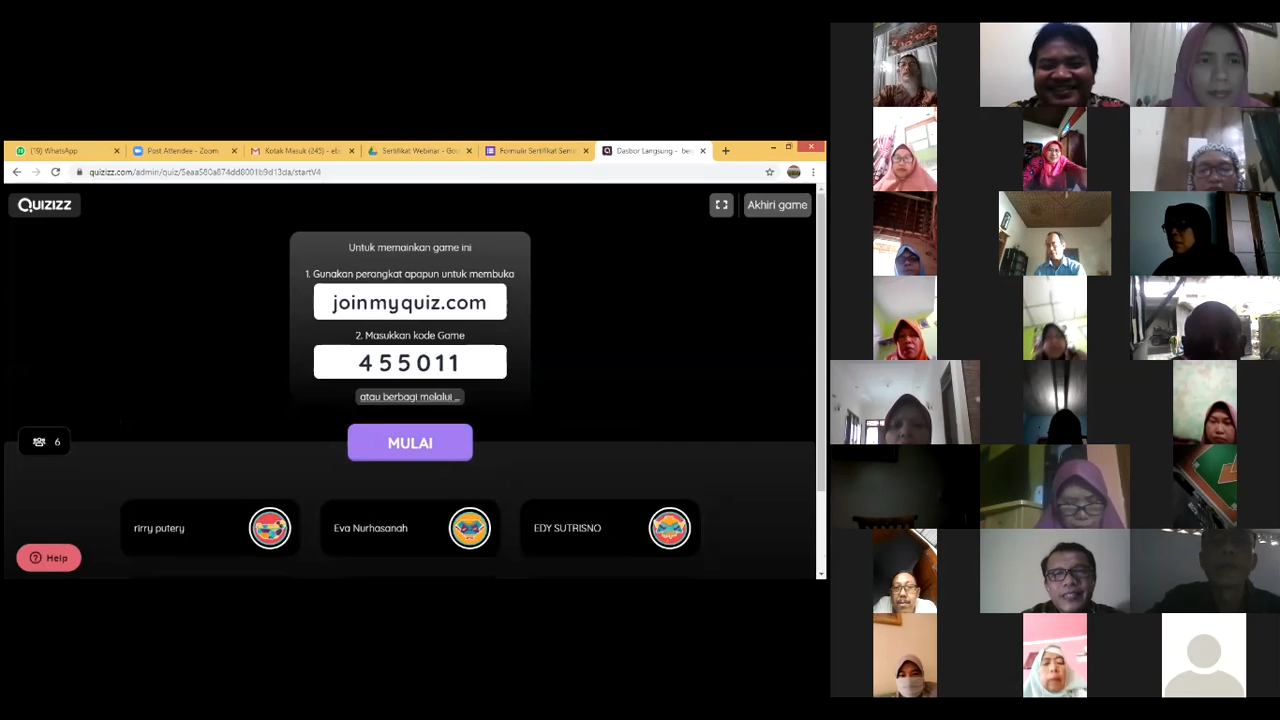 (19) WhatsApp
Post Attendee - Zoom
Kotak Masuk (245) - eb
Sertifikat Webinar - Go
Formulir Sertifikat Sem
Dasbor Langsung - be
quizizz.com/admin/quiz/5eaa580a874dd8001b9d13da/startV4
QUIZIZZ
Akhiri game
Untuk memainkan game ini
1. Gunakan perangkat apapun untuk membuka
joinmyquiz.com
2. Masukkan kode Game
455011
atau berbagi melalui _
6
MULAI
rirry putery
Eva Nurhasanah
EDY SUTRISNO
Help